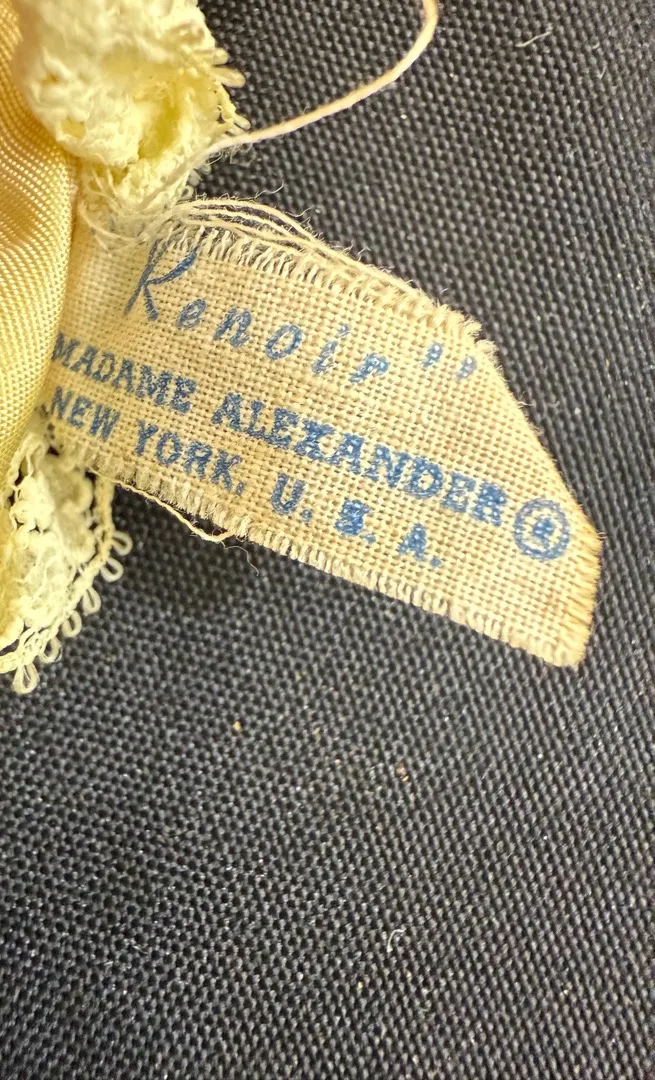 Renoir"
MADAME ALEXANDER®
NEW YORK, U. S. A.